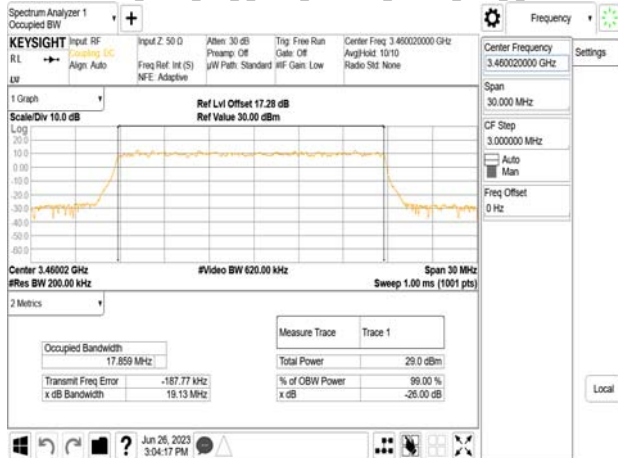 Spectrum Analyzer 1
Occupied BW
+
Frequency
KEYSIGHT
RL
LVI
Input: RF
Coupling: DC
Align: Auto
Input Z: 50 Ω
Freq Ref: Int (S)
NFE: Adaptive
Atten: 30 dB
Preamp: Off
µW Path: Standard
Trig: Free Run
Gate: Off
#IF Gain: Low
Center Freq: 3.460020000 GHz
Avg|Hold: 10/10
Radio Std: None
Center Frequency
3.460020000 GHz
Settings
Span
30.000 MHz
CF Step
3.000000 MHz
Auto
Man
Freq Offset
0 Hz
Local
1 Graph
Scale/Div 10.0 dB
Ref Lvl Offset 17.28 dB
Ref Value 30.00 dBm
Log
20.0
10.0
0.00
-10.0
-20.0
-30.0
-40.0
-50.0
-60.0
Center 3.46002 GHz
#Res BW 200.00 kHz
#Video BW 620.00 kHz
Span 30 MHz
Sweep 1.00 ms (1001 pts)
2 Metrics
Measure Trace Trace 1
Occupied Bandwidth
17.859 MHz
Total Power 29.0 dBm
Transmit Freq Error -187.77 kHz
% of OBW Power 99.00 %
x dB Bandwidth 19.13 MHz
x dB -26.00 dB
?
Jun 26, 2023
3:04:17 PM